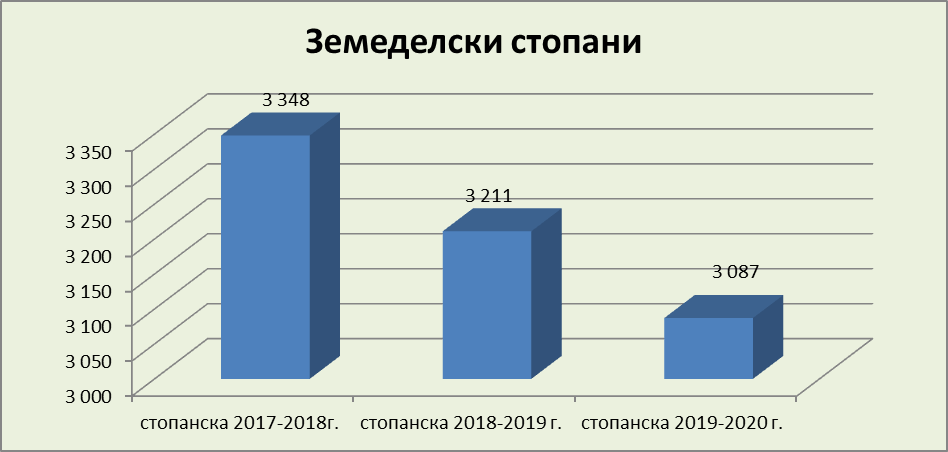 Земеделски стопани
3 348
3 211
3 087
3 350
3 300
3 250
3 200
3 150
3 100
3 050
3 000
стопанска 2017-2018г.
стопанска 2018-2019 г.
стопанска 2019-2020 г.